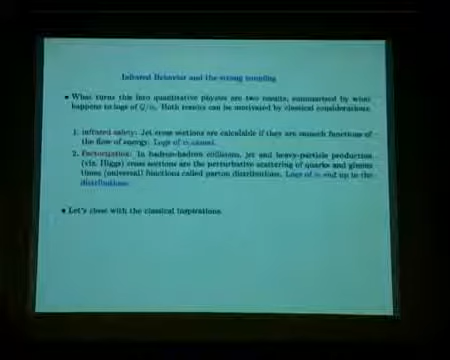 Infrared Behavior and the strong coupling
• What turns this into quantitative physics are two results, summarized by what
happens to logs of Q/m. Both results can be motivated by classical considerations.
1. infrared safety: Jet cross sections are calculable if they are smooth functions of
the flow of energy. Logs of m cancel.
2. Factorization: In hadron-hadron collisions, jet and heavy-particle production
(viz. Higgs) cross sections are the perturbative scattering of quarks and gluons
times (universal) functions called parton distributions. Logs of m end up in the
distributions.
• Let's close with the classical inspirations.